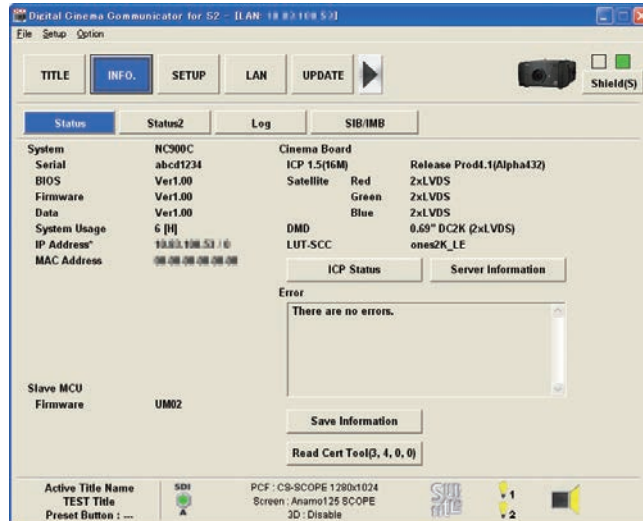 Digital Cinema Communicator for S2 - [LAN:
File Setup Option
TITLE INFO. SETUP LAN UPDATE Shield(S)
Status Status2 Log SIB/IMB
System NC900C
Serial abcd1234
BIOS Ver1.00
Firmware Ver1.00
Data Ver1.00
System Usage 6 [H]
IP Address*
MAC Address
Slave MCU
Firmware UM02
Cinema Board
ICP 1.5(16M) Release Prod4.1(Alpha432)
Satellite Red 2xLVDS
Green 2xLVDS
Blue 2xLVDS
DMD 0.69" DC2K (2xLVDS)
LUT-SCC ones2K_LE
ICP Status Server Information
Error
There are no errors.
Save Information
Read Cert Tool(3, 4, 0, 0)
Active Title Name
TEST Title
Preset Button : ---
SDI
A
PCF : CS-SCOPE 1280x1024
Screen : Anamo125 SCOPE
3D : Disable
1
2